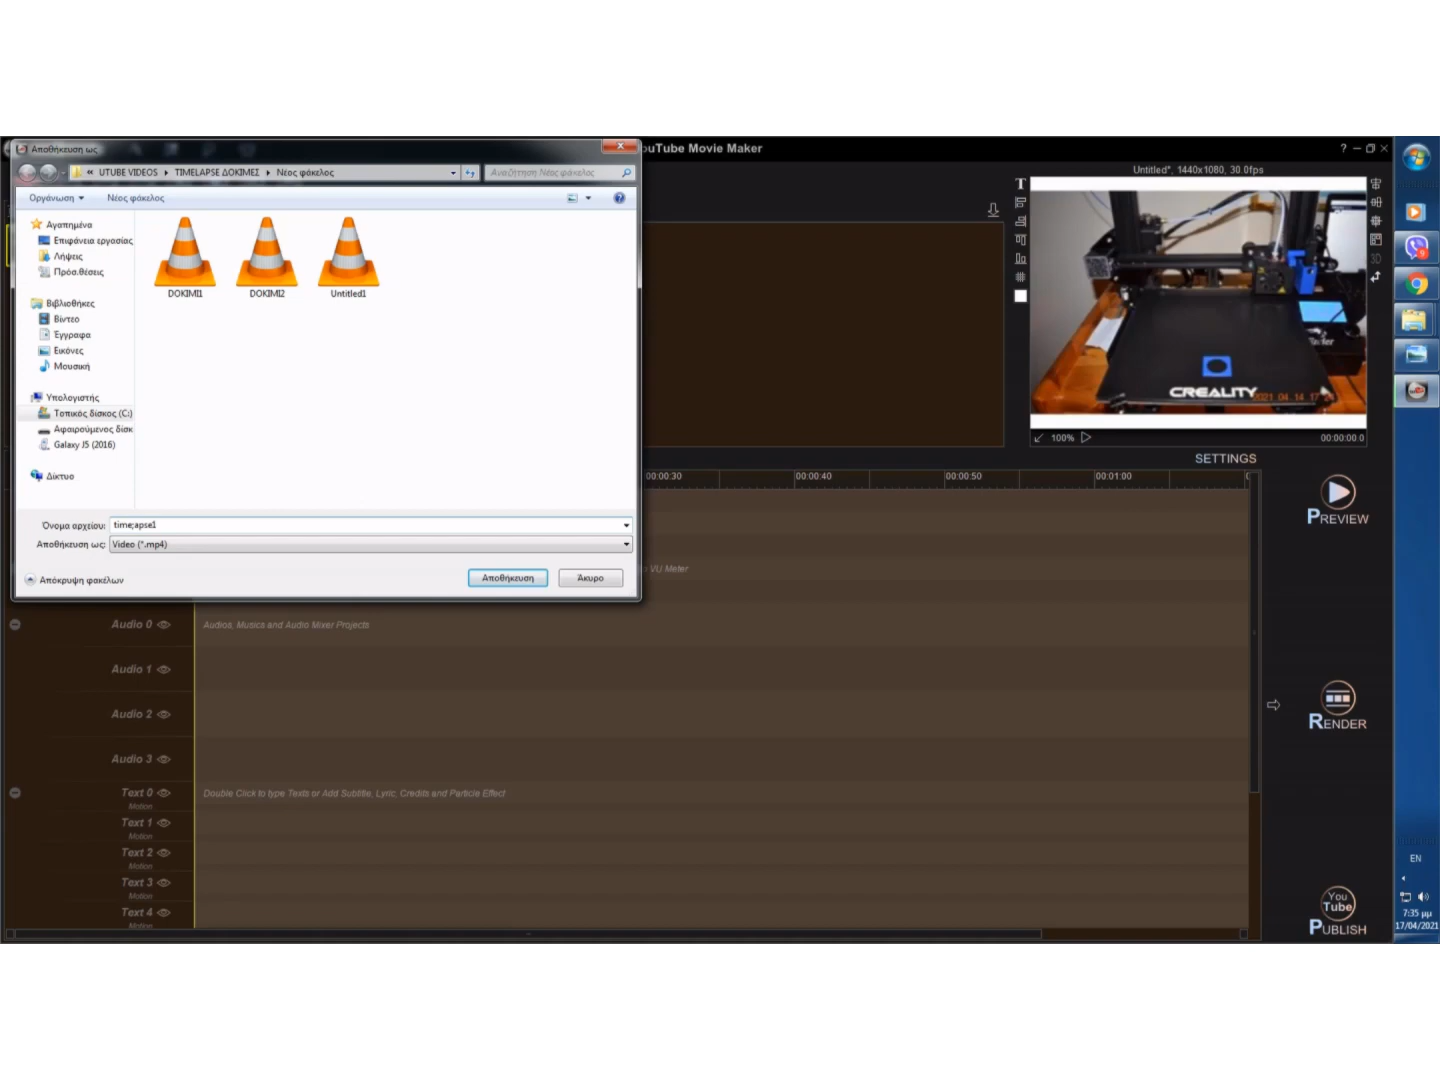 Αποθήκευση ως
« UTUBE VIDEOS ▸ TIMELAPSE ΔΟΚΙΜΕΣ ▸ Νέος φάκελος
Αναζήτηση Νέος φάκελος
Οργάνωση
Νέος φάκελος
Αγαπημένα
Επιφάνεια εργασίας
Λήψεις
Πρόσ.θέσεις
Βιβλιοθήκες
Βίντεο
Έγγραφα
Εικόνες
Μουσική
Υπολογιστής
Τοπικός δίσκος (C:)
Αφαιρούμενος δίσκ
Galaxy J5 (2016)
Δίκτυο
DOKIMI1
DOKIMI2
Untitled1
Όνομα αρχείου: time;apse1
Αποθήκευση ως: Video (*.mp4)
Απόκρυψη φακέλων
Αποθήκευση
Άκυρο
ouTube Movie Maker
Untitled*, 1440x1080, 30.0fps
T
3D
CREALITY
100%
00:00:00.0
SETTINGS
00:00:30
00:00:40
00:00:50
00:01:00
PREVIEW
o VU Meter
Audio 0
Audios, Musics and Audio Mixer Projects
Audio 1
Audio 2
Audio 3
RENDER
Text 0
Double Click to type Texts or Add Subtitle, Lyric, Credits and Particle Effect
Motion
Text 1
Motion
Text 2
Motion
Text 3
Motion
Text 4
Motion
You
Tube
PUBLISH
EN
7:35 μμ
17/04/2021